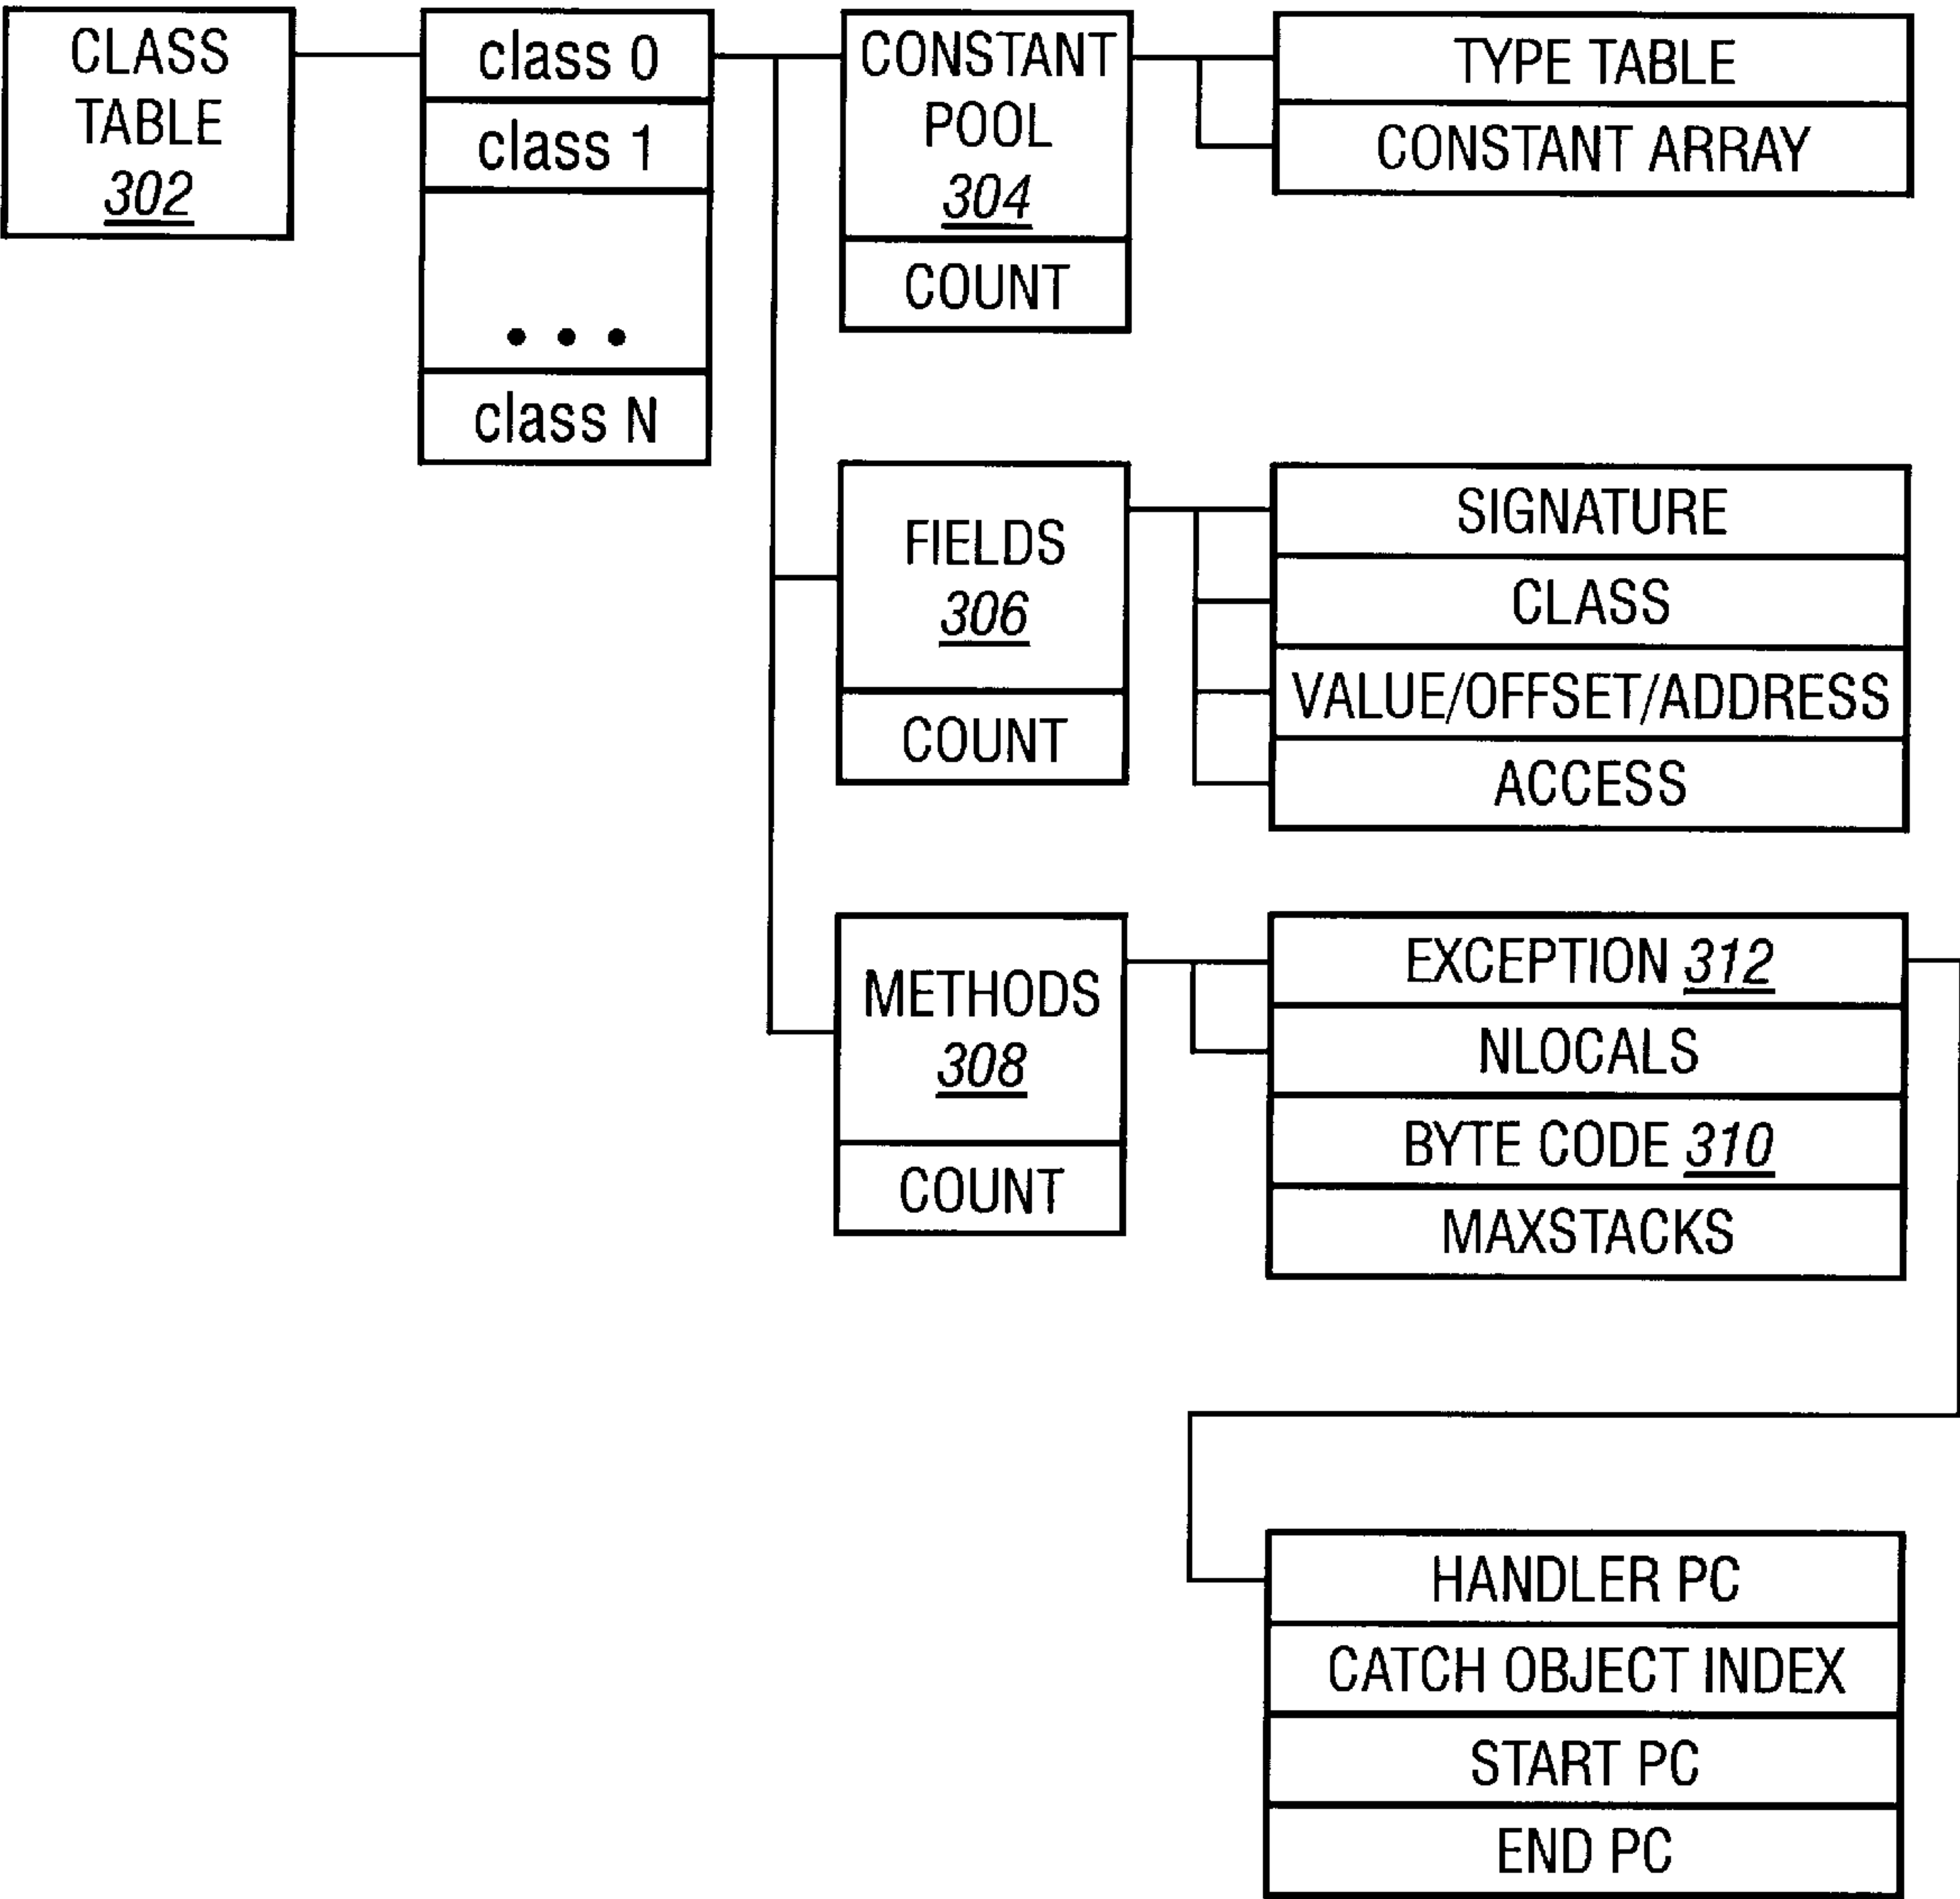 CLASS
TABLE
302
class 0
class 1
• • •
class N
CONSTANT
POOL
304
COUNT
TYPE TABLE
CONSTANT ARRAY
FIELDS
306
COUNT
SIGNATURE
CLASS
VALUE/OFFSET/ADDRESS
ACCESS
METHODS
308
COUNT
EXCEPTION 312
NLOCALS
BYTE CODE 310
MAXSTACKS
HANDLER PC
CATCH OBJECT INDEX
START PC
END PC